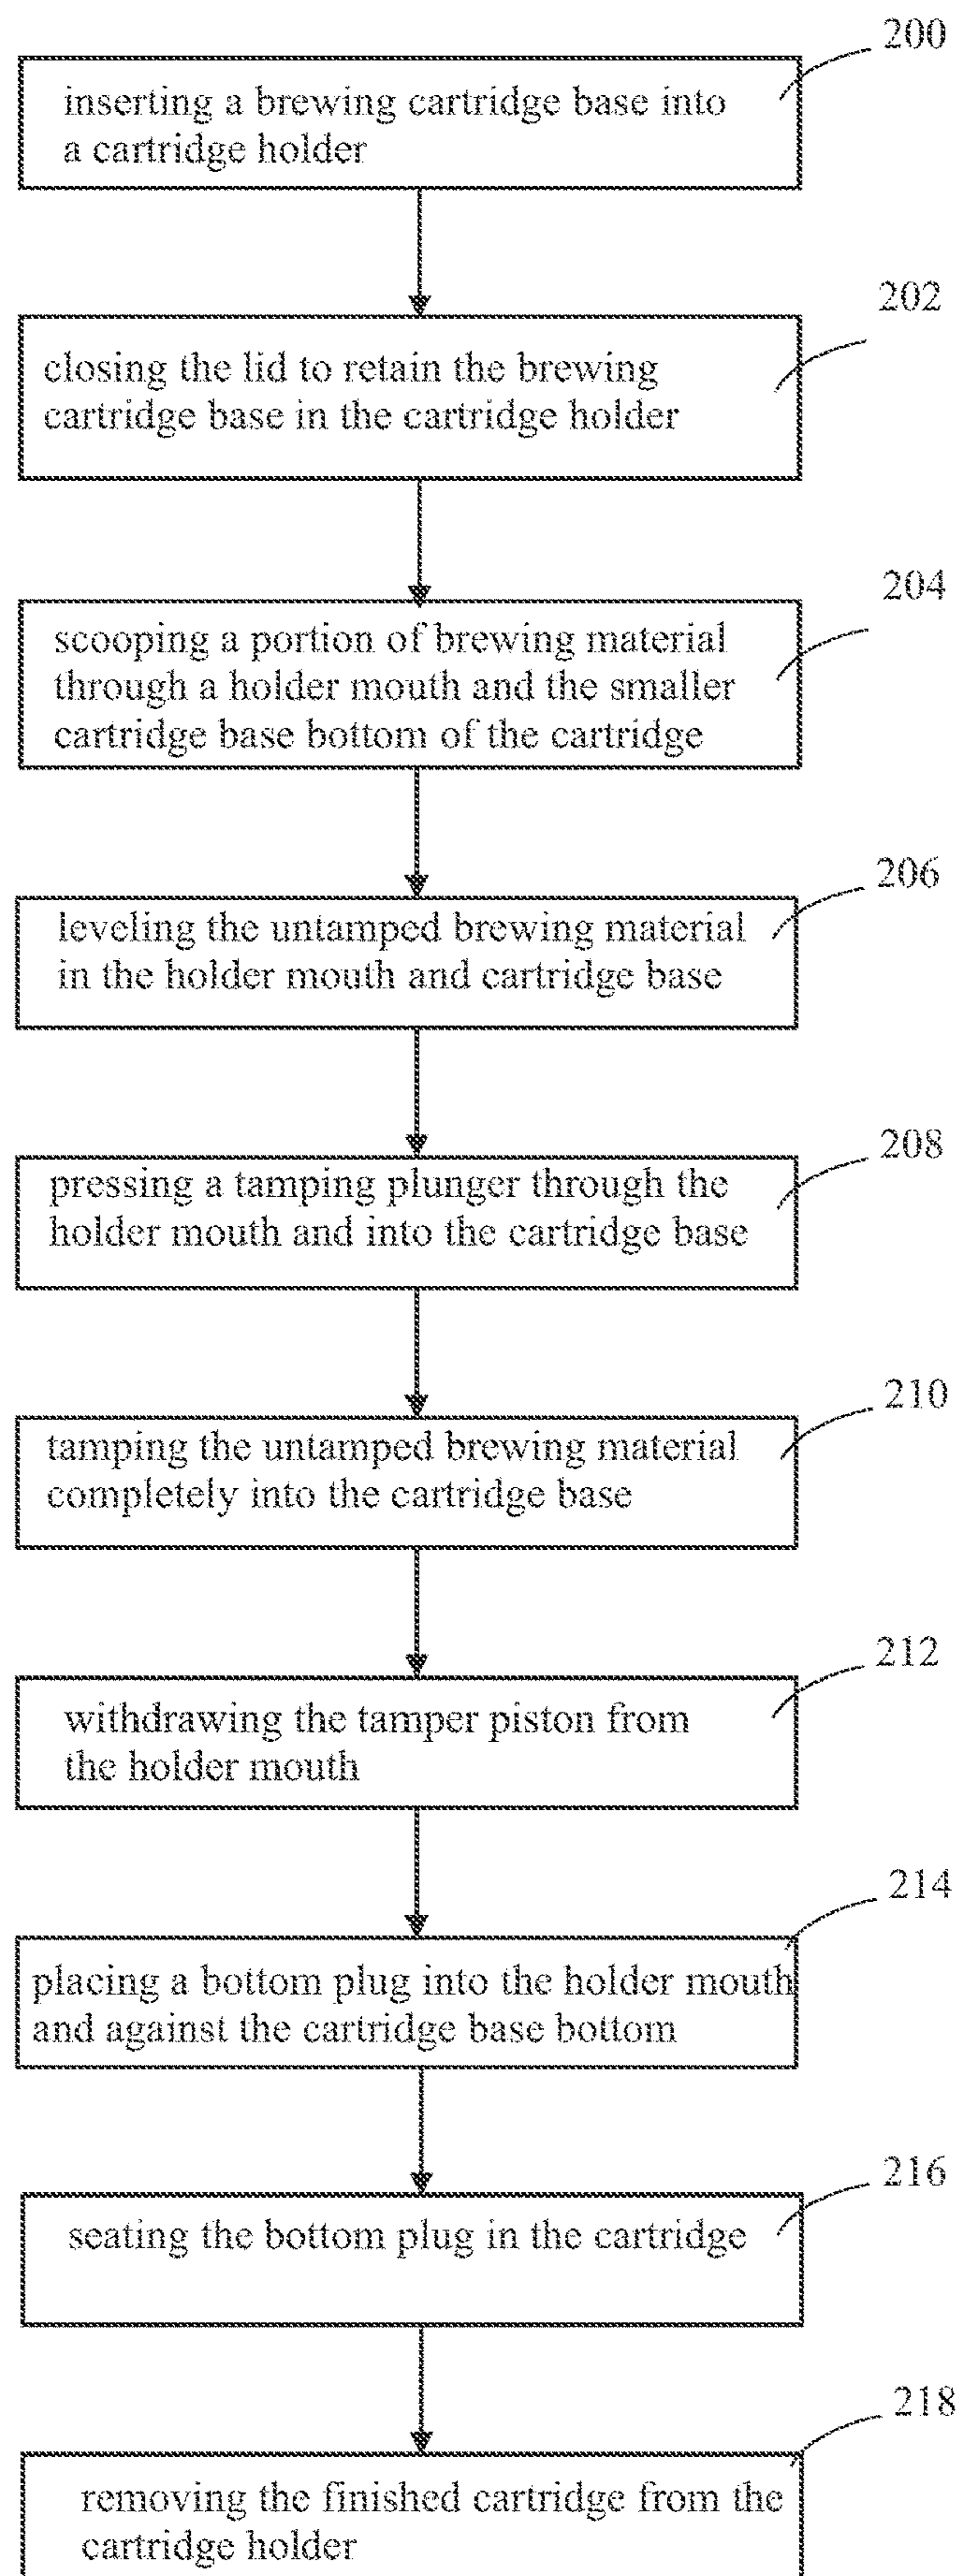 200
inserting a brewing cartridge base into
a cartridge holder
202
closing the lid to retain the brewing
cartridge base in the cartridge holder
204
scooping a portion of brewing material
through a holder mouth and the smaller
cartridge base bottom of the cartridge
206
leveling the untamped brewing material
in the holder mouth and cartridge base
208
pressing a tamping plunger through the
holder mouth and into the cartridge base
210
tamping the untamped brewing material
completely into the cartridge base
212
withdrawing the tamper piston from
the holder mouth
214
placing a bottom plug into the holder mouth
and against the cartridge base bottom
216
seating the bottom plug in the cartridge
218
removing the finished cartridge from the
cartridge holder